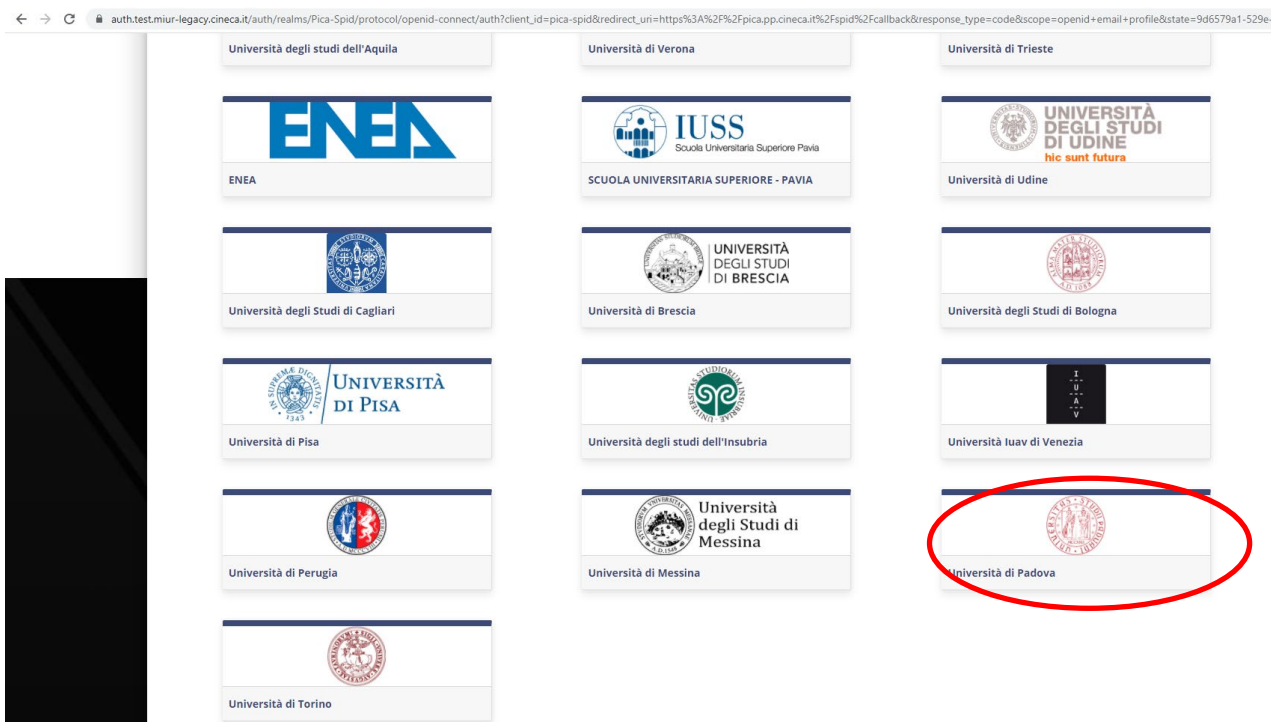 auth.test.miur-legacy.cineca.it/auth/realms/Pica-Spid/protocol/openid-connect/auth?client_id=pica-spid&redirect_uri=https%3A%2F%2Fpica.pp.cineca.it%2Fspid%2Fcallback&response_type=code&scope=openid+email+profile&state=9d6579a1-529e-
Università degli studi dell'Aquila
Università di Verona
Università di Trieste
ENEA
ENEA
IUSS
Scuola Universitaria Superiore Pavia
SCUOLA UNIVERSITARIA SUPERIORE - PAVIA
UNIVERSITÀ
DEGLI STUDI
DI UDINE
hic sunt futura
Università di Udine
Università degli Studi di Cagliari
UNIVERSITÀ
DEGLI STUDI
DI BRESCIA
Università di Brescia
Università degli Studi di Bologna
IN SUPREMÆ DIGNITATIS
1343
UNIVERSITÀ
DI PISA
Università di Pisa
Università degli studi dell'Insubria
I
U
A
V
Università Iuav di Venezia
Università di Perugia
A.D.1548
Università
degli Studi di
Messina
Università di Messina
Università di Padova
Università di Torino